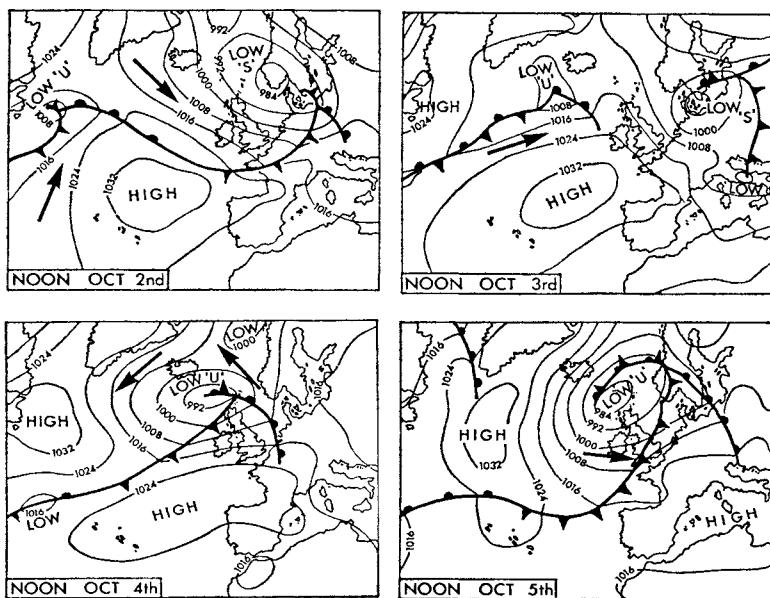 1024
992
1008
LOW 'U'
LOW 'S'
1000
992
984
1008
1008
1016
1016
1024
1032
HIGH
1016
NOON OCT 2nd
HIGH
1024
LOW 'U'
1008
1016
1024
1032
HIGH
LOW 'S'
1000
1008
LOW
NOON OCT 3rd
1024
LOW
1000
1016
LOW 'U'
992
1000
1008
HIGH
1032
1016
1024
1024
HIGH
1016
LOW
1016
NOON OCT 4th
1016
1024
HIGH
1032
LOW 'U'
984
992
1000
1008
1016
1024
HIGH
1016
1016
NOON OCT 5th